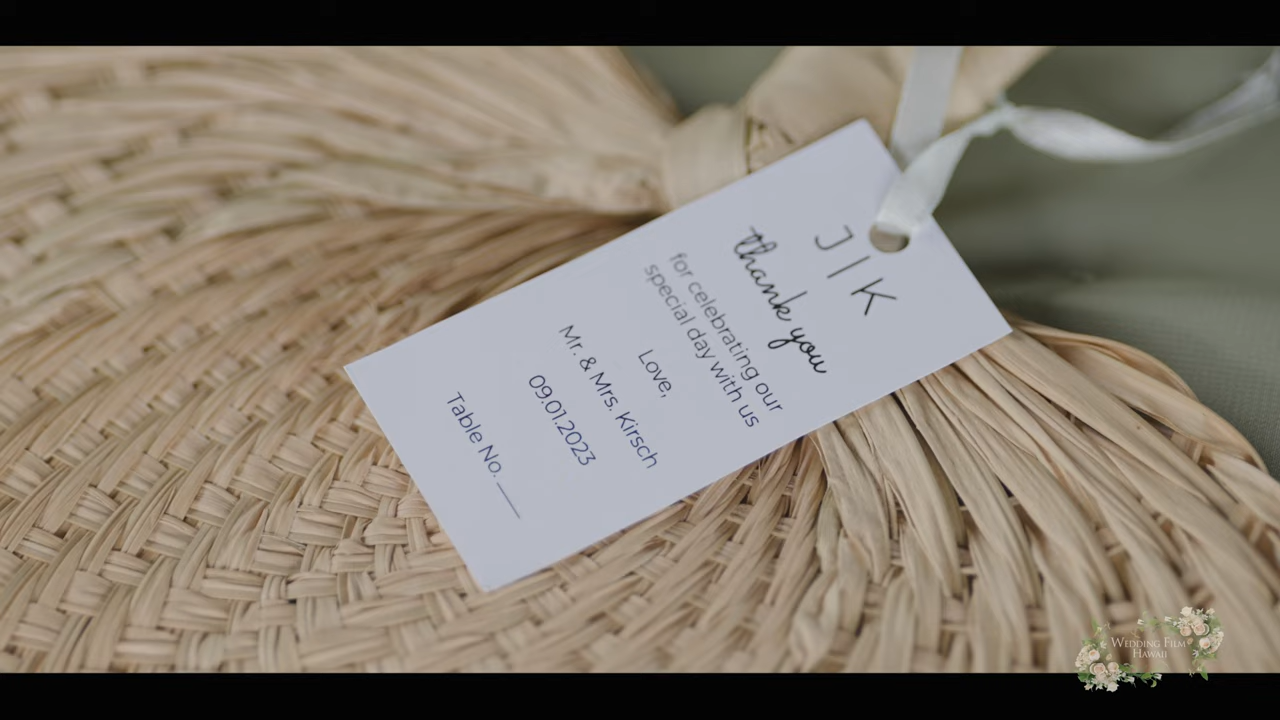 J | K
thank you
for celebrating our
special day with us
Love,
Mr. & Mrs. Kirsch
09.01.2023
Table No. __
WEDDING FILM
HAWAII